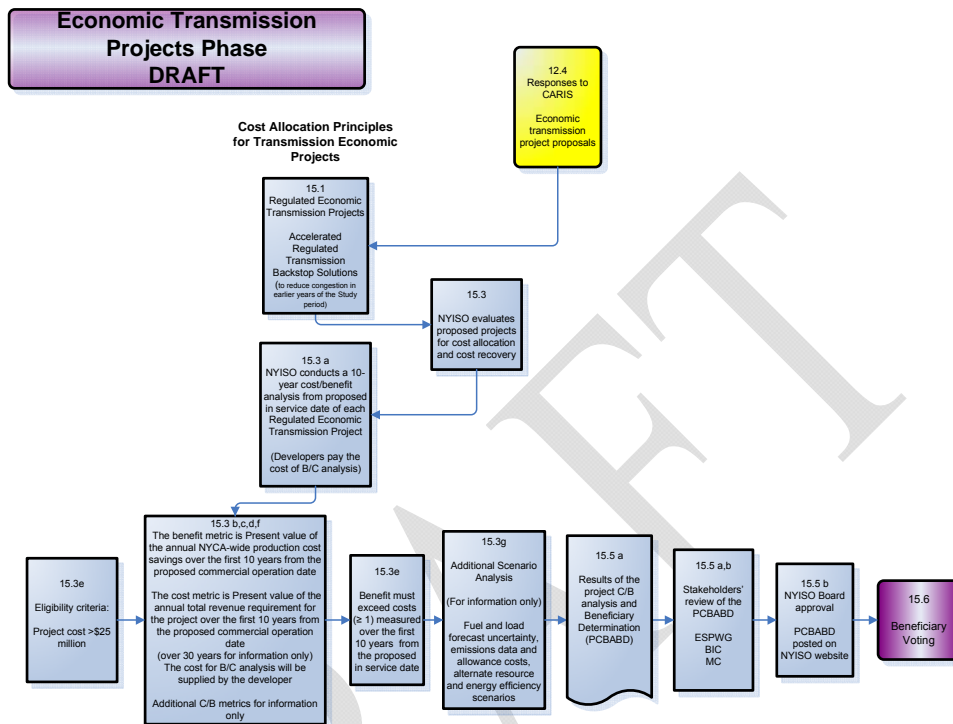 Economic Transmission
Projects Phase
DRAFT
12.4
Responses to
CARIS
Economic
transmission
project proposals
Cost Allocation Principles
for Transmission Economic
Projects
15.1
Regulated Economic
Transmission Projects
Accelerated
Regulated
Transmission
Backstop Solutions
(to reduce congestion in
earlier years of the Study
period)
15.3
NYISO evaluates
proposed projects
for cost allocation
and cost recovery
15.3 a
NYISO conducts a 10-
year cost/benefit
analysis from proposed
in service date of each
Regulated Economic
Transmission Project
(Developers pay the
cost of B/C analysis)
15.3e
Eligibility criteria:
Project cost >$25
million
15.3 b,c,d,f
The benefit metric is Present value of
the annual NYCA-wide production cost
savings over the first 10 years from the
proposed commercial operation date
The cost metric is Present value of the
annual total revenue requirement for
the project over the first 10 years from
the proposed commercial operation
date
(over 30 years for information only)
The cost for B/C analysis will be
supplied by the developer
Additional C/B metrics for information
only
15.3e
Benefit must
exceed costs
(≥ 1) measured
over the first
10 years from
the proposed
in service date
15.3g
Additional Scenario
Analysis
(For information only)
Fuel and load
forecast uncertainty,
emissions data and
allowance costs,
alternate resource
and energy efficiency
scenarios
15.5 a
Results of the
project C/B
analysis and
Beneficiary
Determination
(PCBABD)
15.5 a,b
Stakeholders'
review of the
PCBABD
ESPWG
BIC
MC
15.5 b
NYISO Board
approval
PCBABD
posted on
NYISO website
15.6
Beneficiary
Voting
DRAFT